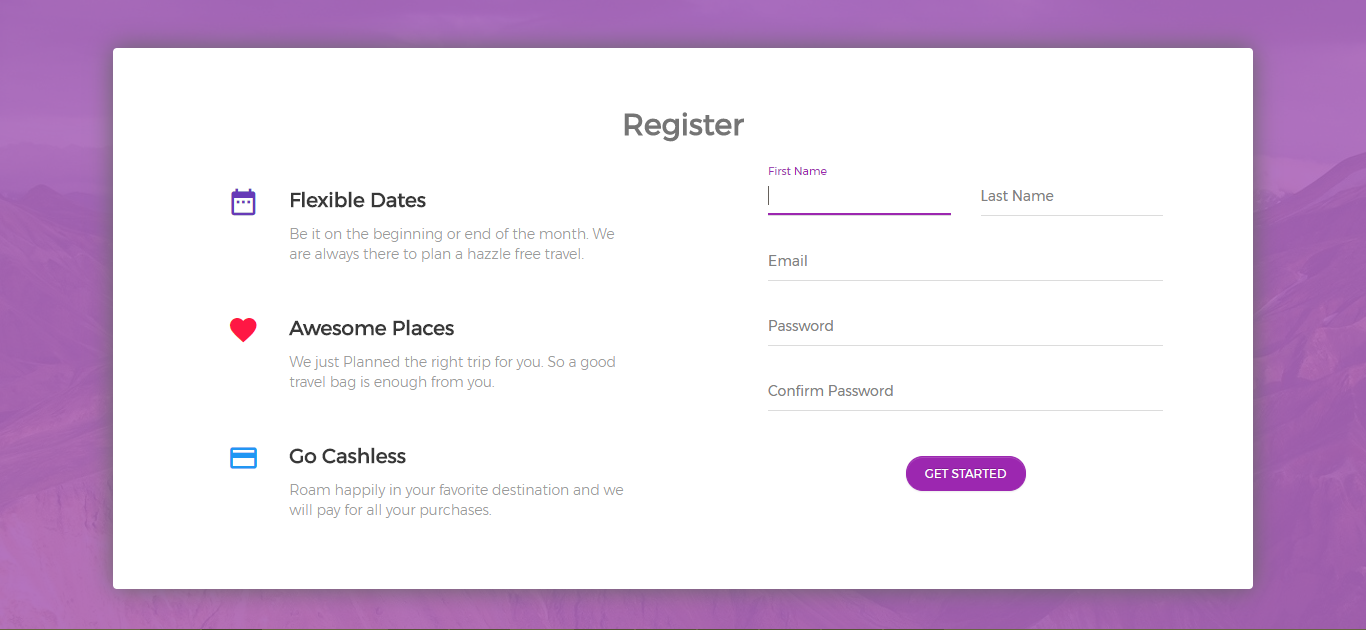 Register
Flexible Dates
Be it on the beginning or end of the month. We
are always there to plan a hazzle free travel.
Awesome Places
We just Planned the right trip for you. So a good
travel bag is enough from you.
Go Cashless
Roam happily in your favorite destination and we
will pay for all your purchases.
First Name
Last Name
Email
Password
Confirm Password
GET STARTED